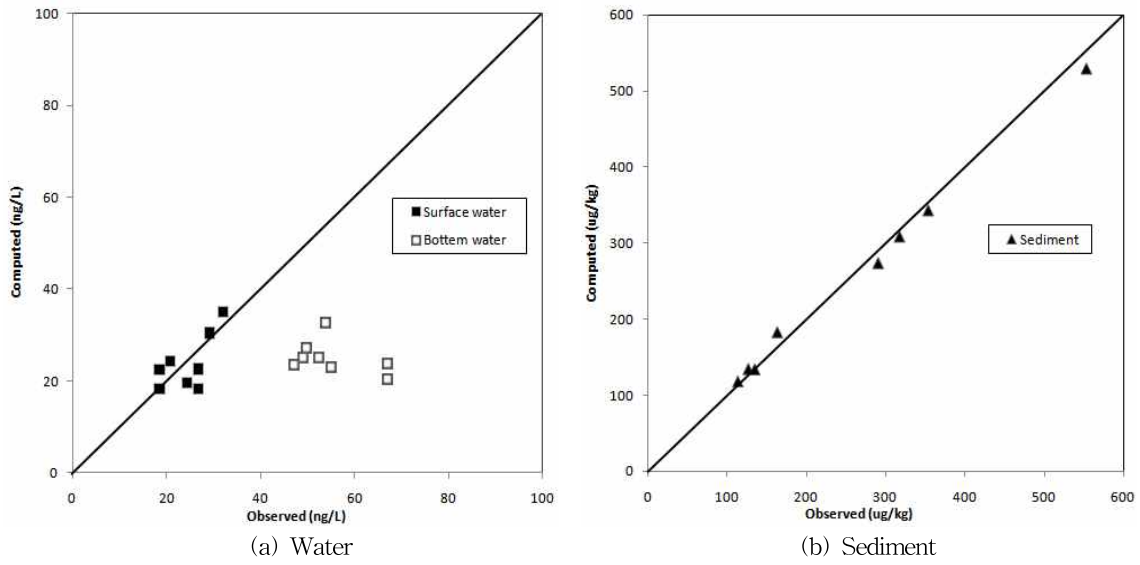 100
80
60
40
20
0
Computed (ng/L)
Surface water
Bottem water
0 20 40 60 80 100
Observed (ng/L)
(a) Water
600
500
400
300
200
100
0
Computed (ug/kg)
Sediment
0 100 200 300 400 500 600
Observed (ug/kg)
(b) Sediment